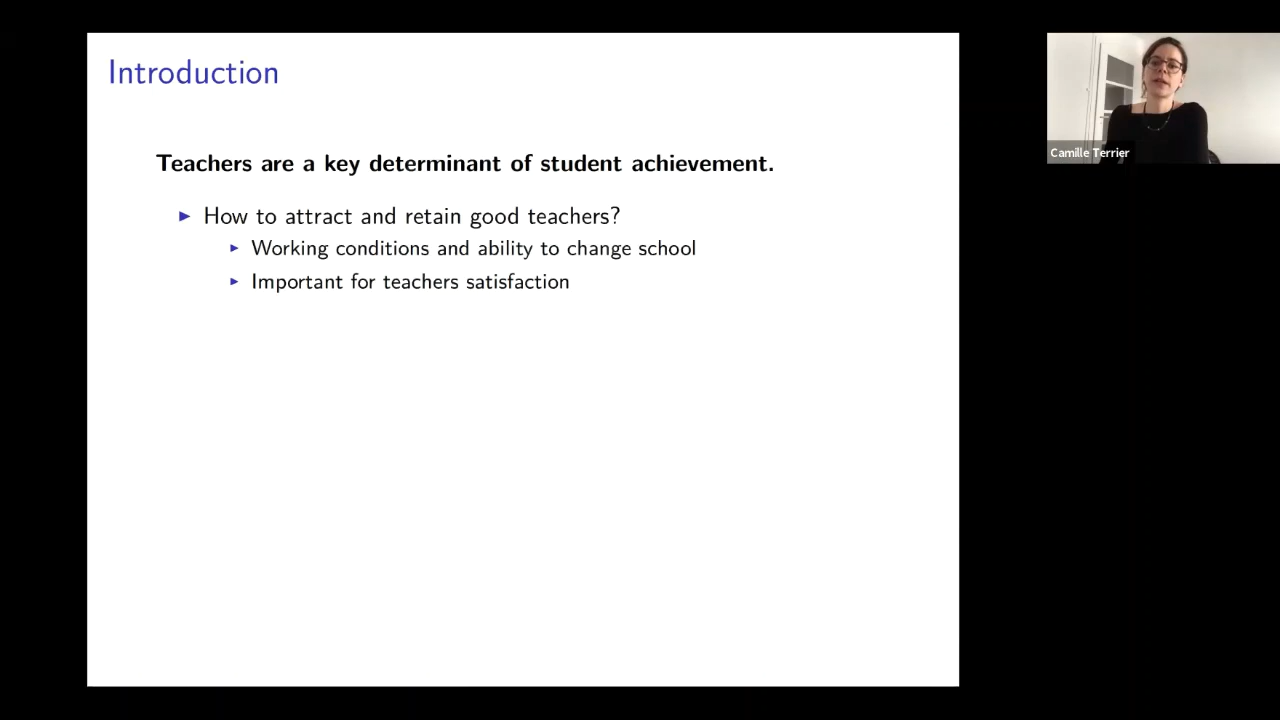 Introduction
Teachers are a key determinant of student achievement.
How to attract and retain good teachers?
Working conditions and ability to change school
Important for teachers satisfaction
Camille Terrier